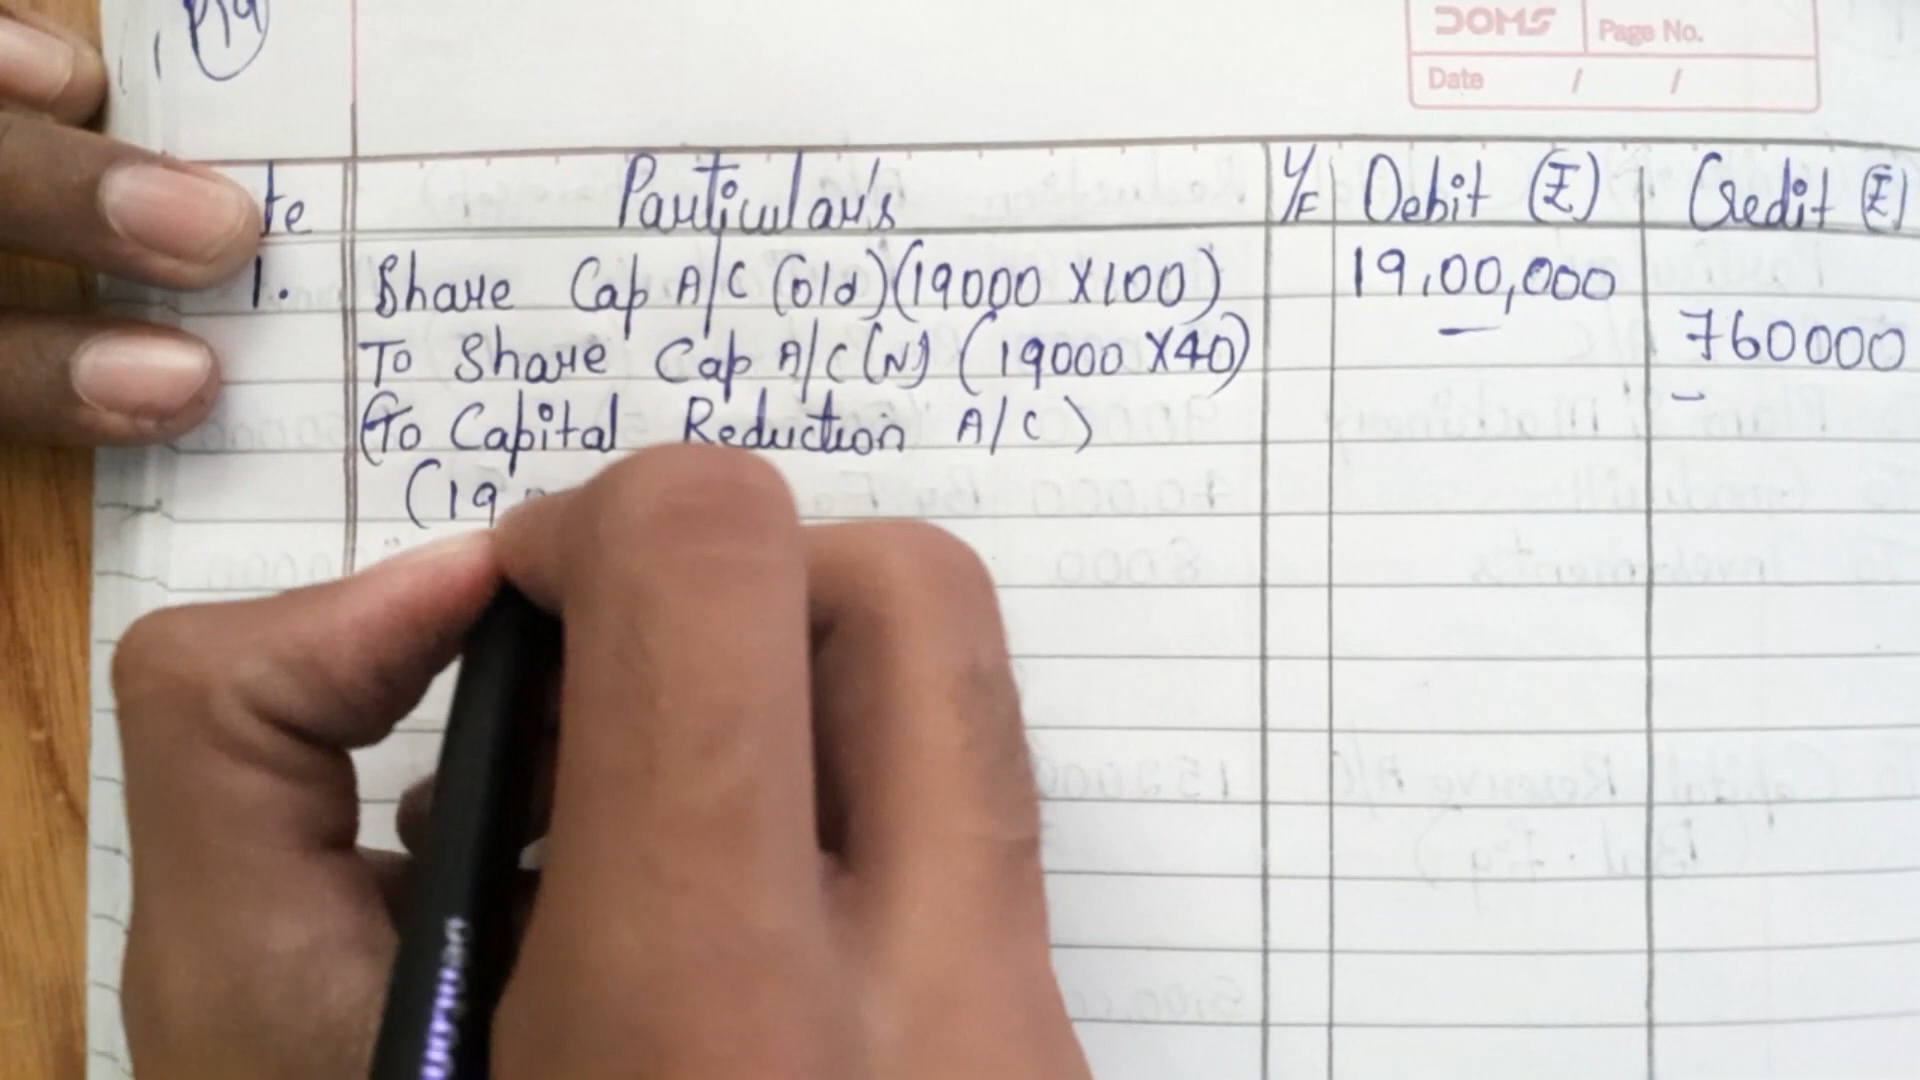 DOMS Page No.
Date / /
te Particulars Y/F Debit (₹) Credit (₹)
1. Share Cap A/C (Old)(19000 X100) 19,00,000
To Share Cap A/C (N) (19000 X40) 760000
(To Capital Reduction A/C)
(19